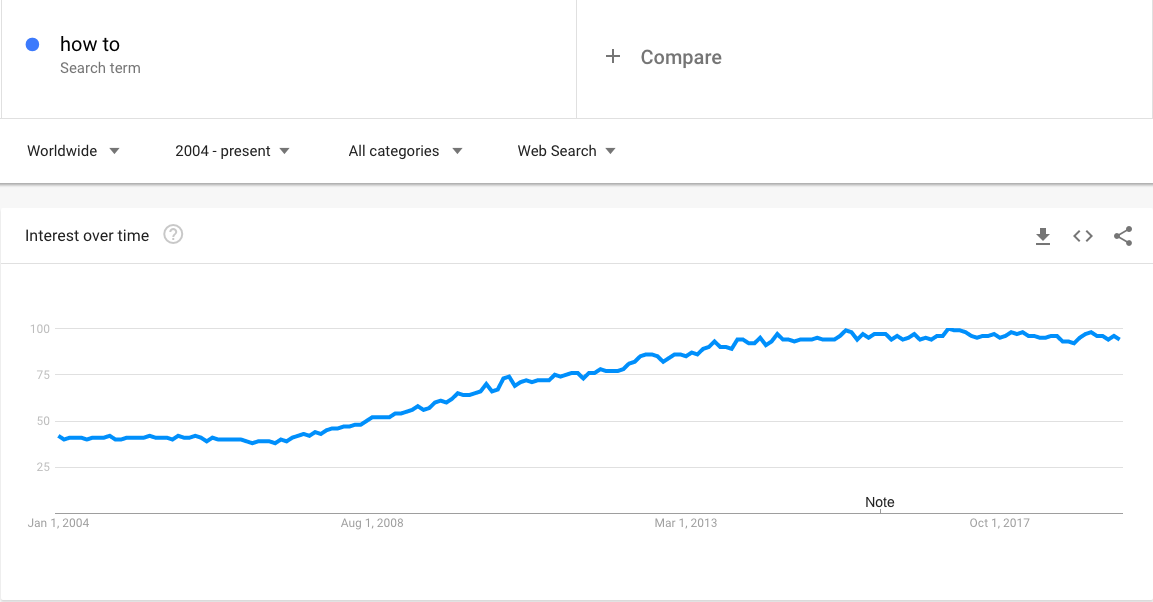 how to
Search term
+ Compare
Worldwide
2004 - present
All categories
Web Search
Interest over time ?
100
75
50
25
Note
Jan 1, 2004
Aug 1, 2008
Mar 1, 2013
Oct 1, 2017